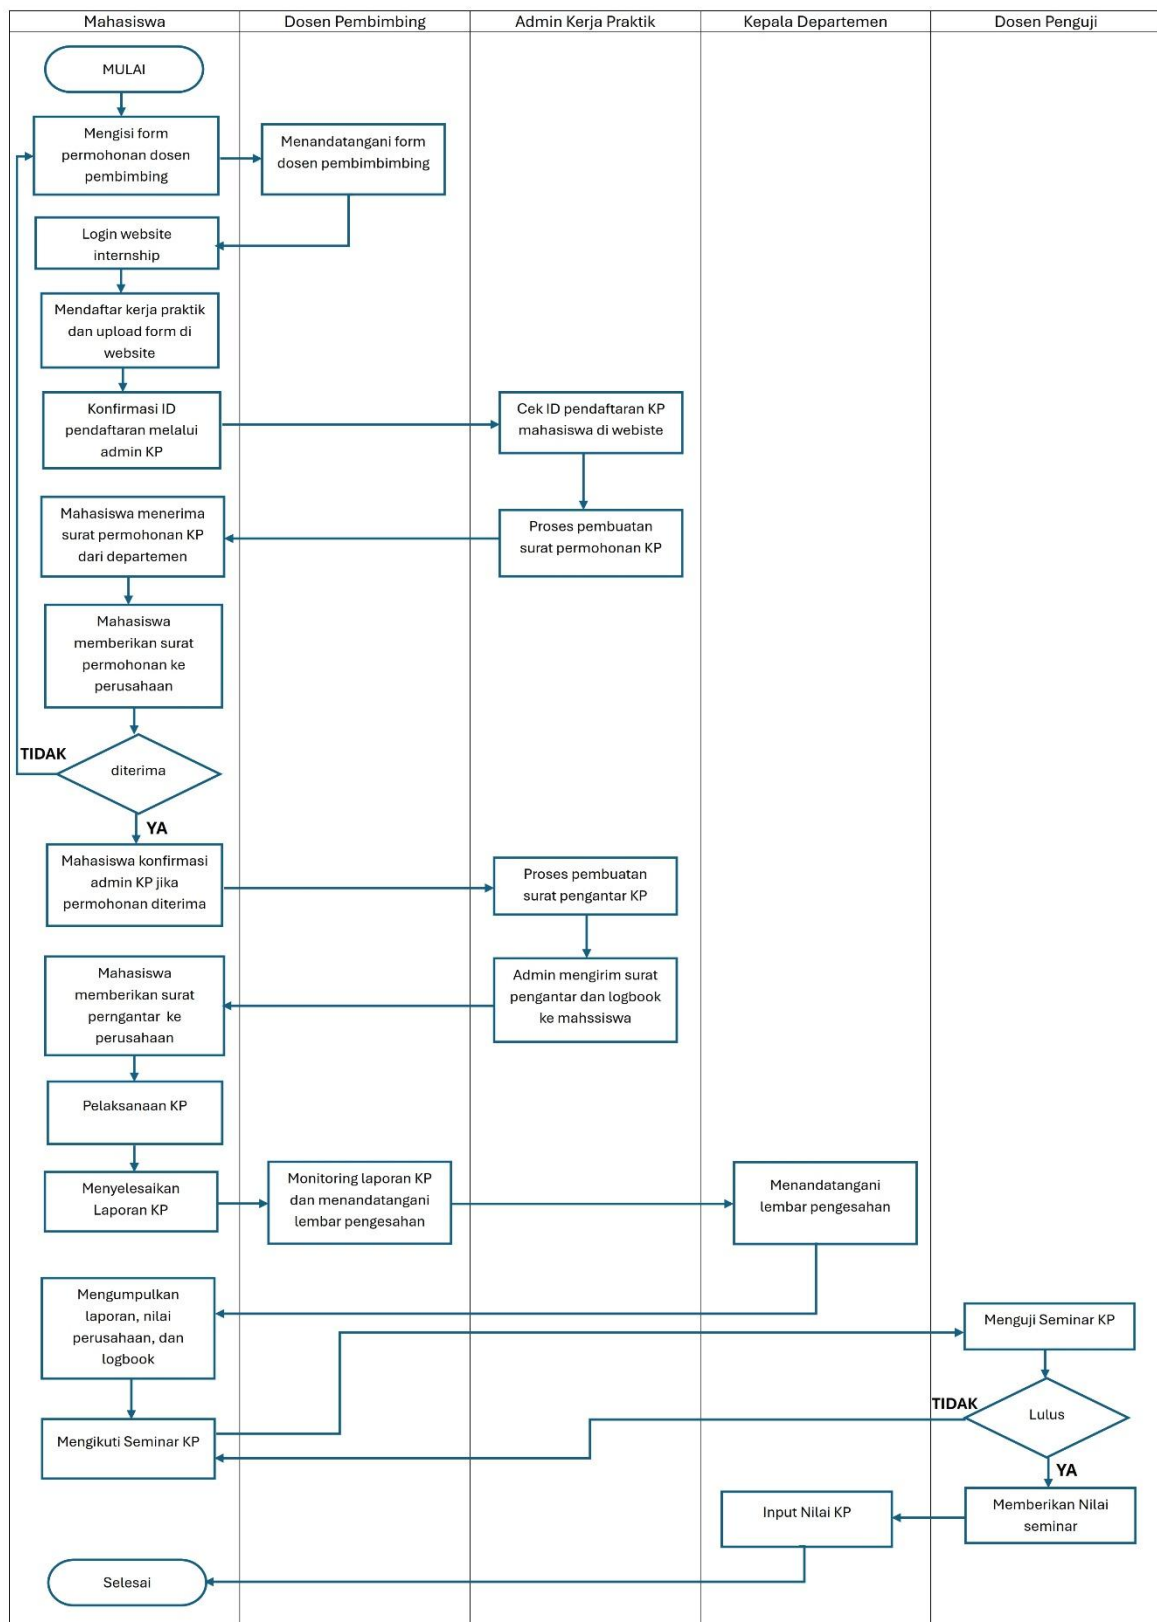 Mahasiswa
Dosen Pembimbing
Admin Kerja Praktik
Kepala Departemen
Dosen Penguji
MULAI
Mengisi form
permohonan dosen
pembimbing
Menandatangani form
dosen pembimbimbing
Login website
internship
Mendaftar kerja praktik
dan upload form di
website
Konfirmasi ID
pendaftaran melalui
admin KP
Cek ID pendaftaran KP
mahasiswa di webiste
Proses pembuatan
surat permohonan KP
Mahasiswa menerima
surat permohonan KP
dari departemen
Mahasiswa
memberikan surat
permohonan ke
perusahaan
diterima
TIDAK
YA
Mahasiswa konfirmasi
admin KP jika
permohonan diterima
Proses pembuatan
surat pengantar KP
Admin mengirim surat
pengantar dan logbook
ke mahssiswa
Mahasiswa
memberikan surat
perngantar ke
perusahaan
Pelaksanaan KP
Menyelesaikan
Laporan KP
Monitoring laporan KP
dan menandatangani
lembar pengesahan
Menandatangani
lembar pengesahan
Mengumpulkan
laporan, nilai
perusahaan, dan
logbook
Mengikuti Seminar KP
Menguji Seminar KP
Lulus
TIDAK
YA
Memberikan Nilai
seminar
Input Nilai KP
Selesai